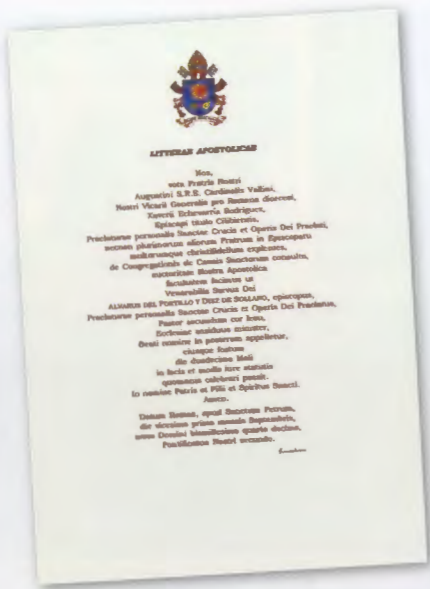 LITTERAE APOSTOLICAE
Nos,
vota Fratris Nostri
Augustini S.R.E. Cardinalis Vallini,
Nostri Vicarii Generalis pro Romana dioecesi,
Xaverii Echevarría Rodríguez,
Episcopi titulo Cilibiensis,
Praelaturae personalis Sanctae Crucis et Operis Dei Praelati,
necnon plurimorum aliorum Fratrum in Episcopatu
multorumque christifidelium explentes,
de Congregationis de Causis Sanctorum consulto,
auctoritate Nostra Apostolica
facultatem facimus ut
Venerabilis Servus Dei
ALVARUS DEL PORTILLO Y DIEZ DE SOLLANO, episcopus,
Praelaturae personalis Sanctae Crucis et Operis Dei Praelatus,
Pastor secundum cor Iesu,
Ecclesiae
Beati nomine in posterum appelletur,
eiusque festum
die duodecimo Maii
in locis et modis iure statutis
quotannis celebrari possit.
In nomine Patris et Filii et Spiritus Sancti.
Amen.
Datum Romae, apud Sanctum Petrum,
die vicesimo primo mensis Septembris,
anno Domini bismillesimo quarto decimo,
Pontificatus Nostri secundo.